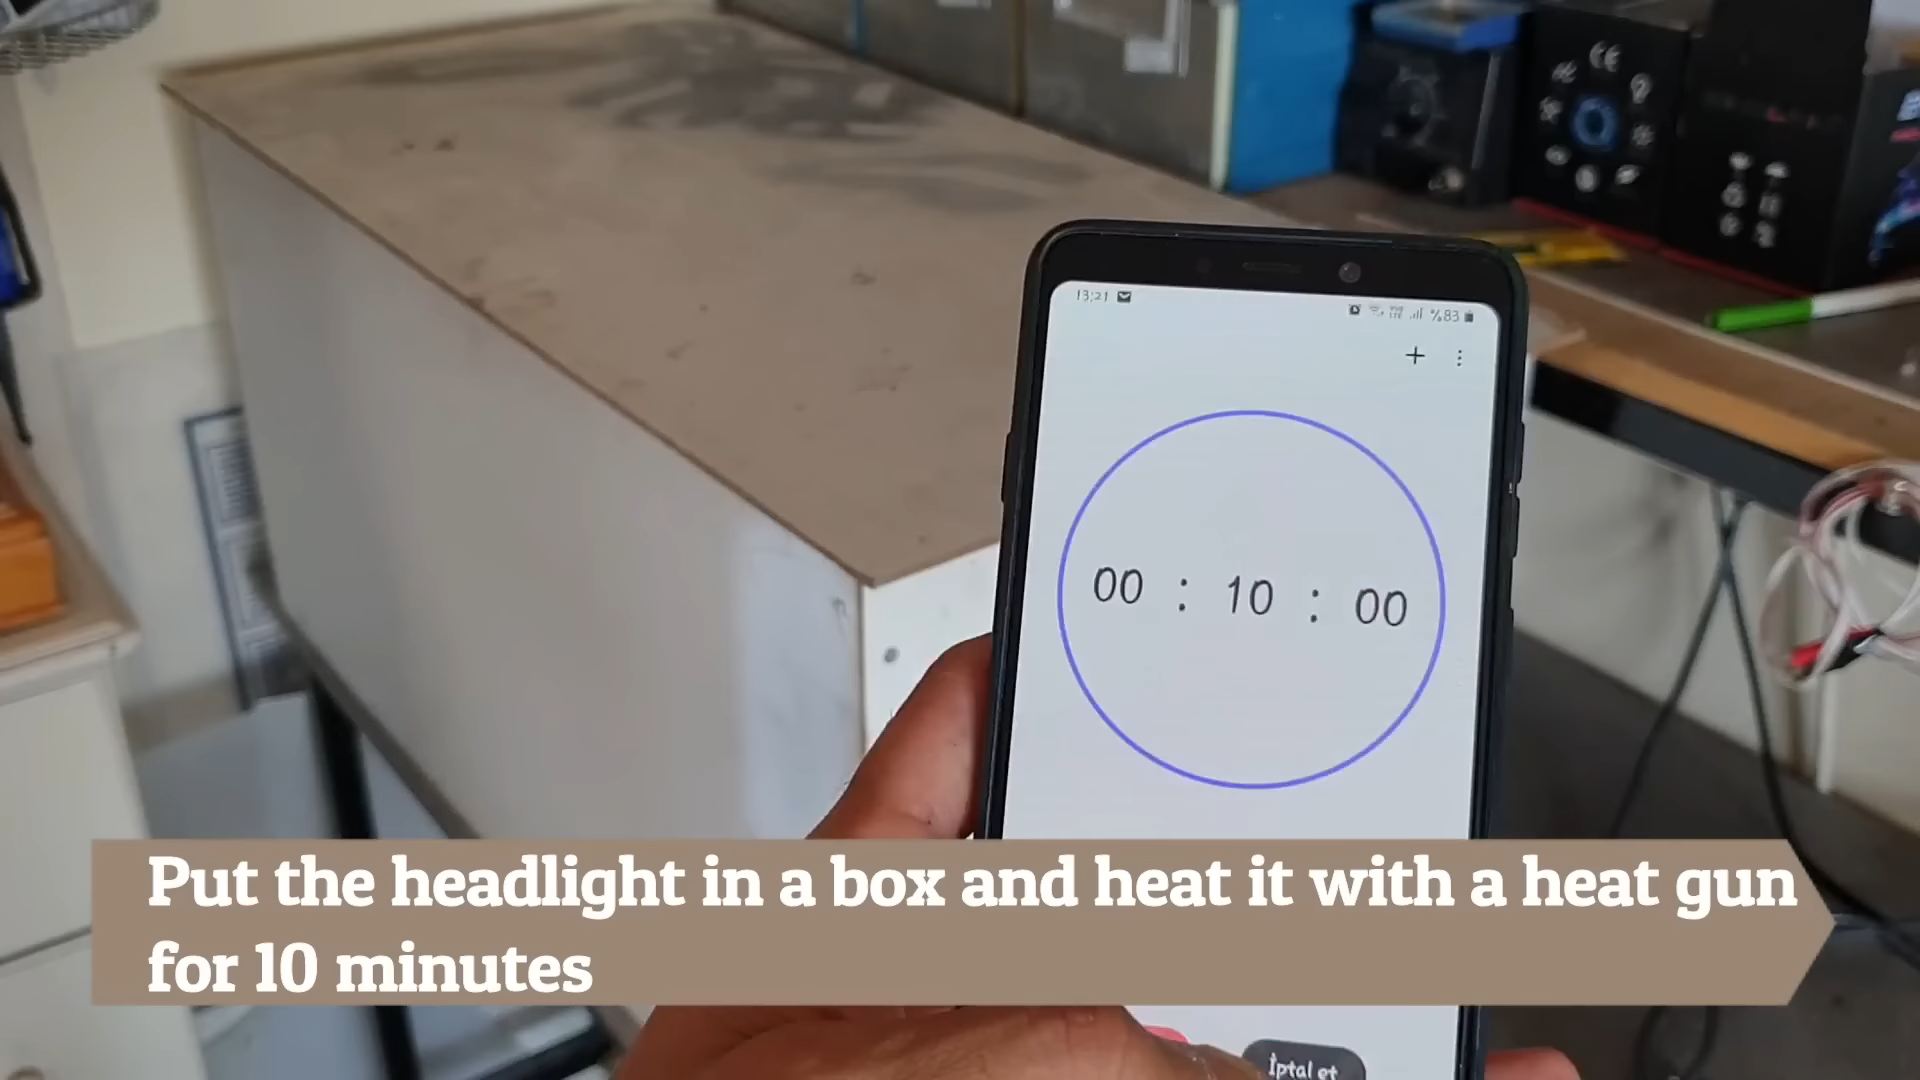 13:21
%83
00 : 10 : 00
Put the headlight in a box and heat it with a heat gun
for 10 minutes
İptal et
CE